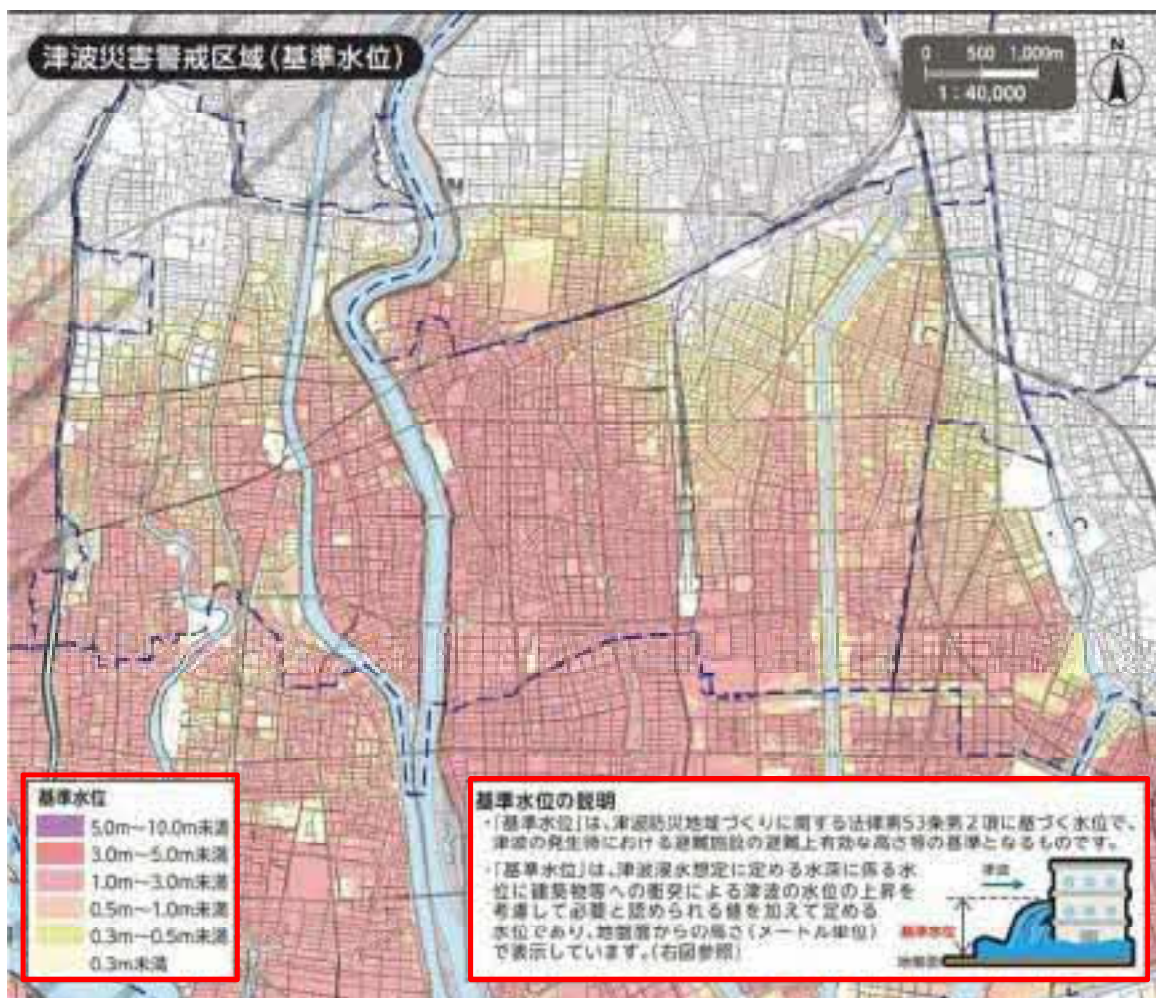 津波災害警戒区域(基準水位)
0 500 1,000m
1:40,000
N
基準水位
5.0m〜10.0m未満
3.0m〜5.0m未満
1.0m〜3.0m未満
0.5m〜1.0m未満
0.3m〜0.5m未満
0.3m未満
基準水位の説明
・「基準水位」は、津波防災地域づくりに関する法律第53条第2項に基づく水位で、
津波の発生時における避難施設の避難上有効な高さ等の基準となるものです。
・「基準水位」は、津波浸水想定に定める水深に係る水
位に建築物等への衝突による津波の水位の上昇を
考慮して必要と認められる値を加えて定める
水位であり、地盤面からの高さ(メートル単位)
で表示しています。(右図参照)
津波
基準水位
地盤面